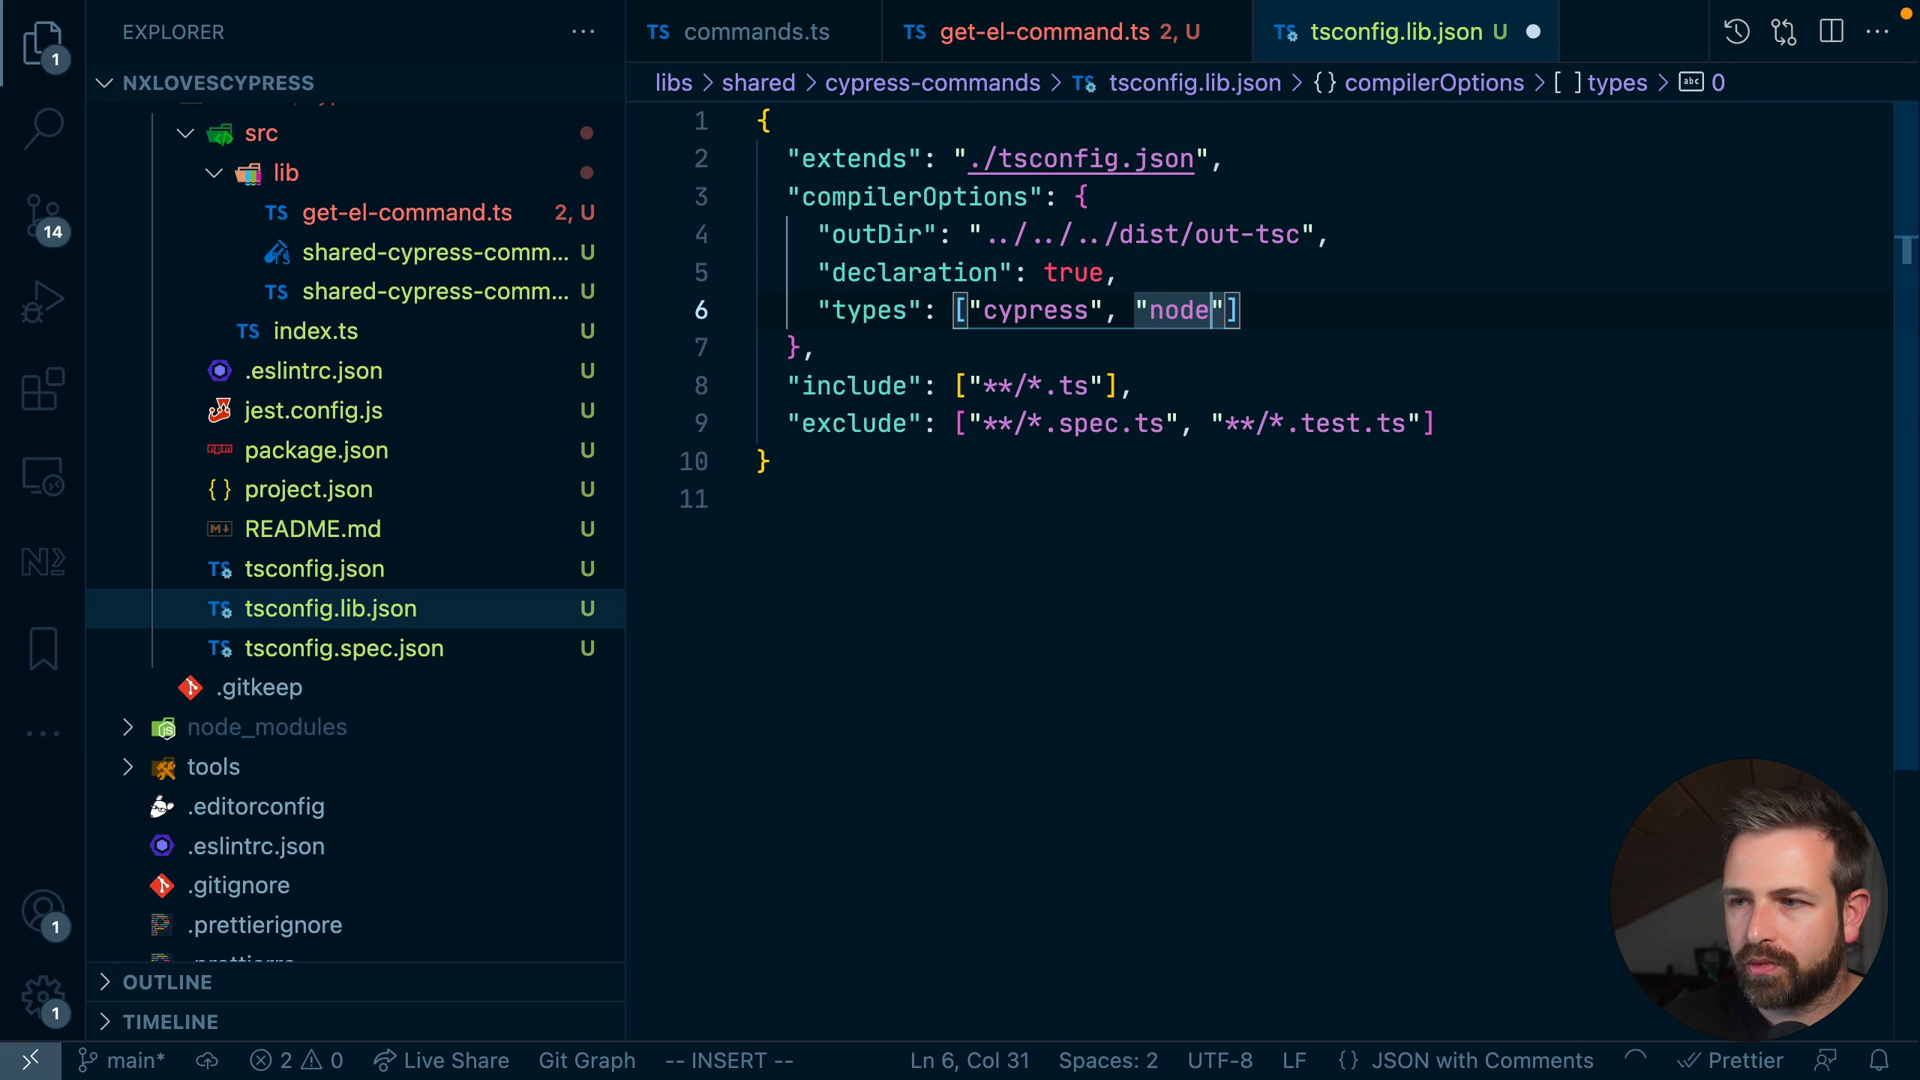 EXPLORER
NXLOVESCYPRESS
src
lib
get-el-command.ts 2, U
shared-cypress-comm... U
shared-cypress-comm... U
index.ts U
.eslintrc.json U
jest.config.js U
package.json U
project.json U
README.md U
tsconfig.json U
tsconfig.lib.json U
tsconfig.spec.json U
.gitkeep
node_modules
tools
.editorconfig
.eslintrc.json
.gitignore
.prettierignore
OUTLINE
TIMELINE
1
14
1
1
TS commands.ts
TS get-el-command.ts 2, U
TS tsconfig.lib.json U
libs > shared > cypress-commands > TS tsconfig.lib.json > {} compilerOptions > [ ] types > abc 0
1 {
2 "extends": "./tsconfig.json",
3 "compilerOptions": {
4 "outDir": "../../../dist/out-tsc",
5 "declaration": true,
6 "types": ["cypress", "node"]
7 },
8 "include": ["**/*.ts"],
9 "exclude": ["**/*.spec.ts", "**/*.test.ts"]
10 }
11
main* 2 0 Live Share Git Graph -- INSERT -- Ln 6, Col 31 Spaces: 2 UTF-8 LF {} JSON with Comments Prettier